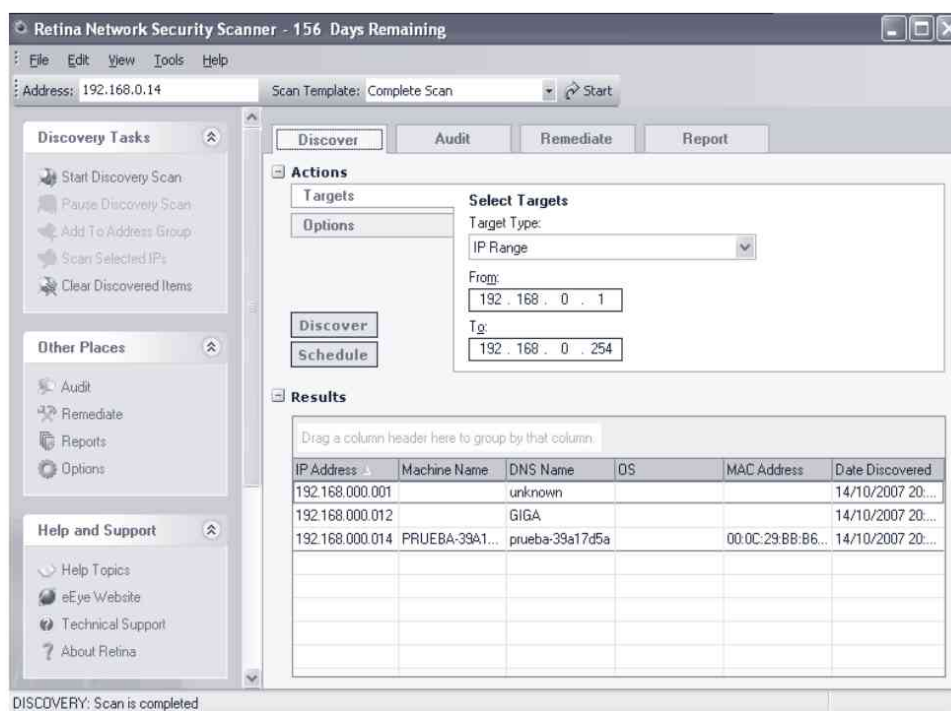 Retina Network Security Scanner - 156 Days Remaining
File Edit View Tools Help
Address: 192.168.0.14 Scan Template: Complete Scan Start
Discovery Tasks
Start Discovery Scan
Pause Discovery Scan
Add To Address Group
Scan Selected IPs
Clear Discovered Items
Other Places
Audit
Remediate
Reports
Options
Help and Support
Help Topics
eEye Website
Technical Support
About Retina
Discover Audit Remediate Report
Actions
Targets
Options
Discover
Schedule
Select Targets
Target Type:
IP Range
From:
192 . 168 . 0 . 1
To:
192 . 168 . 0 . 254
Results
Drag a column header here to group by that column.
IP Address Machine Name DNS Name OS MAC Address Date Discovered
192.168.000.001 unknown 14/10/2007 20:...
192.168.000.012 GIGA 14/10/2007 20:...
192.168.000.014 PRUEBA-39A1... prueba-39a17d5a 00:0C:29:BB:B6... 14/10/2007 20:...
DISCOVERY: Scan is completed